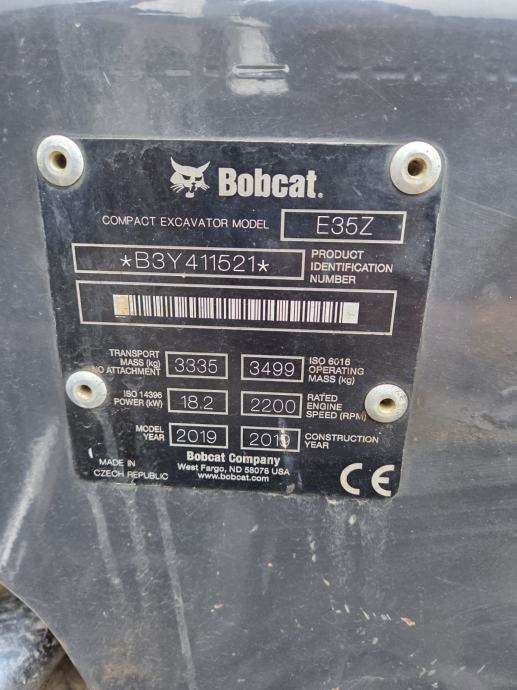 Bobcat.
COMPACT EXCAVATOR MODEL E35Z
*B3Y411521* PRODUCT IDENTIFICATION NUMBER
TRANSPORT MASS (kg) NO ATTACHMENT 3335 3499 ISO 6016 OPERATING MASS (kg)
ISO 14396 POWER (kW) 18.2 2200 RATED ENGINE SPEED (RPM)
MODEL YEAR 2019 2019 CONSTRUCTION YEAR
Bobcat Company
MADE IN CZECH REPUBLIC West Fargo, ND 58078 USA
www.bobcat.com
CE